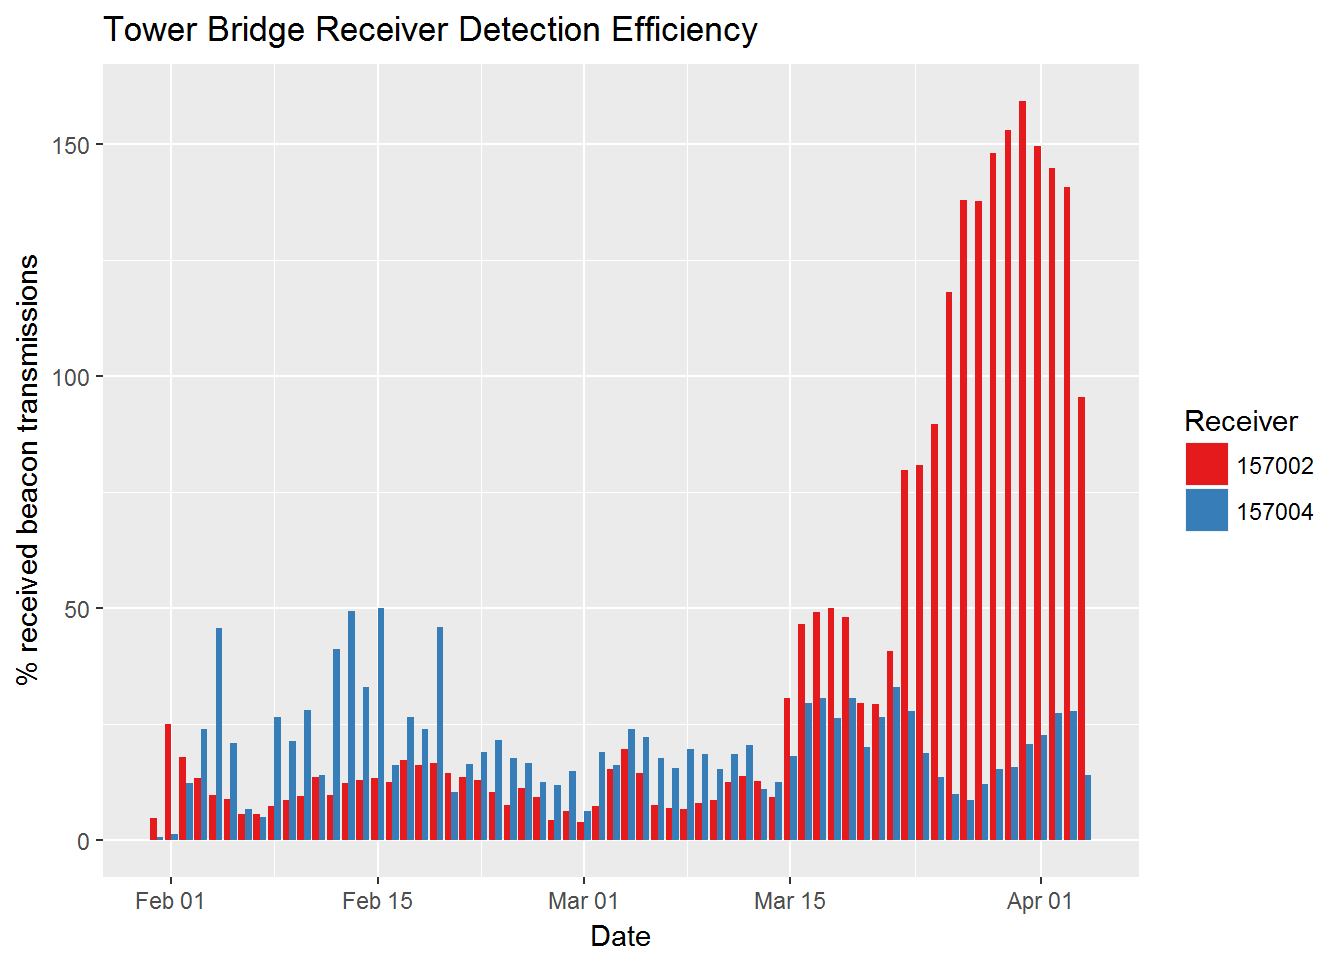 Tower Bridge Receiver Detection Efficiency
% received beacon transmissions
150
100
50
0
Feb 01
Feb 15
Mar 01
Mar 15
Apr 01
Date
Receiver
157002
157004